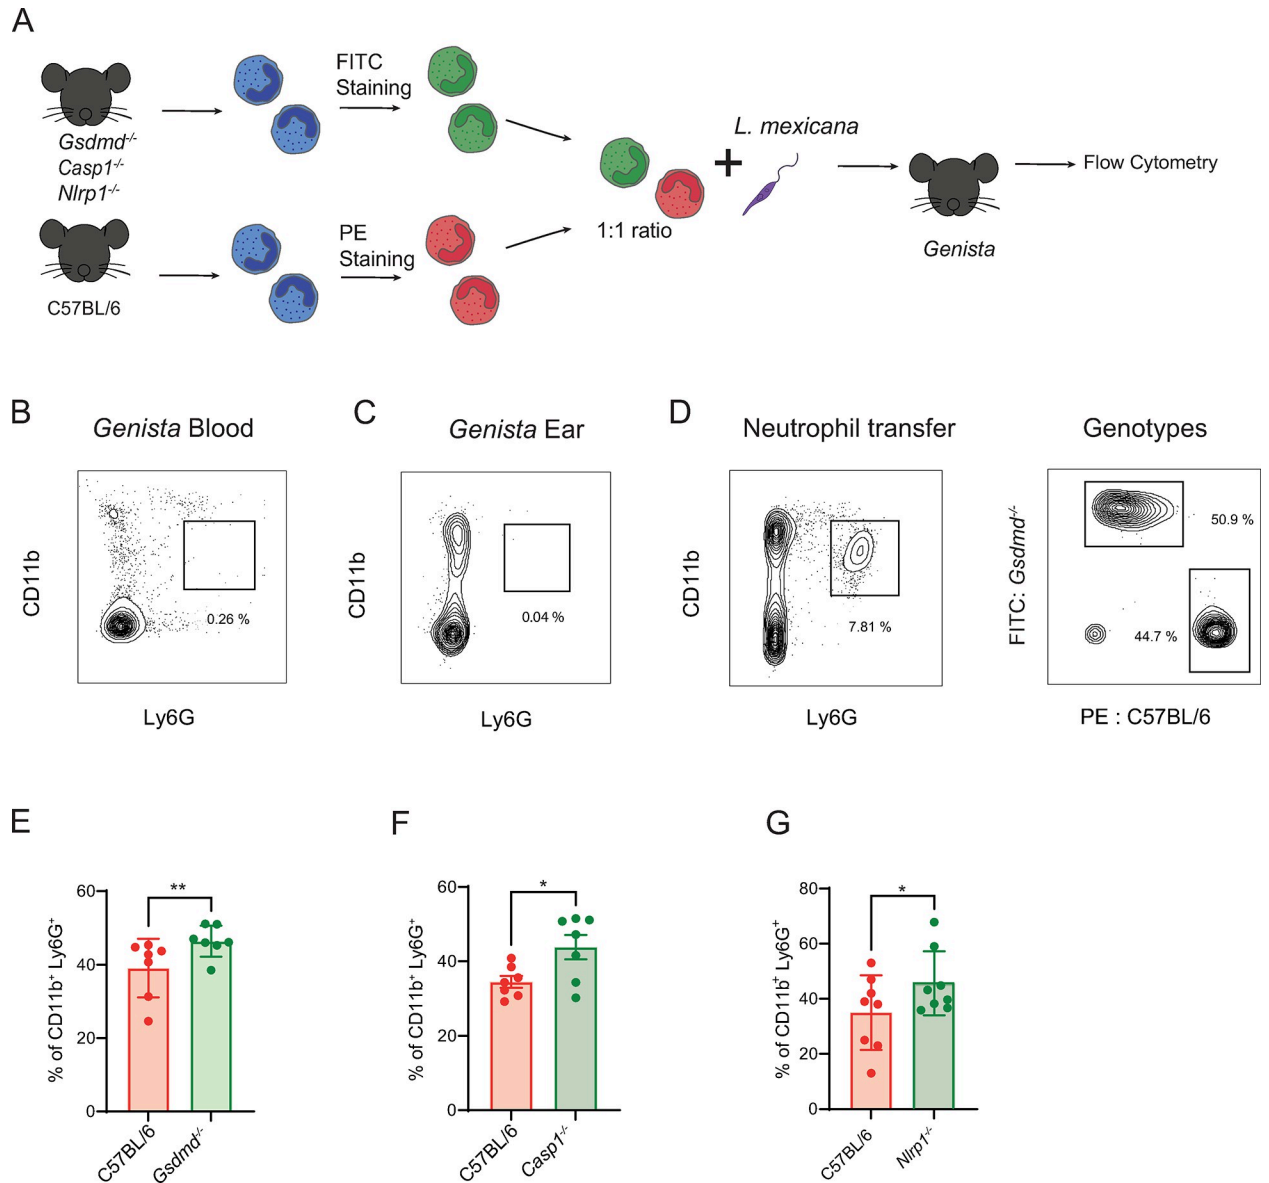 A
FITC
Staining
Gsdmd-/-
Casp1-/-
Nlrp1-/-
L. mexicana
Flow Cytometry
PE
Staining
1:1 ratio
Genista
C57BL/6
B
Genista Blood
CD11b
0.26 %
Ly6G
C
Genista Ear
CD11b
0.04 %
Ly6G
D
Neutrophil transfer
CD11b
7.81 %
Ly6G
Genotypes
FITC: Gsdmd-/-
50.9 %
44.7 %
PE : C57BL/6
E
% of CD11b+ Ly6G+
60
40
20
0
**
C57BL/6
Gsdmd-/-
F
% of CD11b+ Ly6G+
60
40
20
0
*
C57BL/6
Casp1-/-
G
% of CD11b+ Ly6G+
80
60
40
20
0
*
C57BL/6
Nlrp1-/-